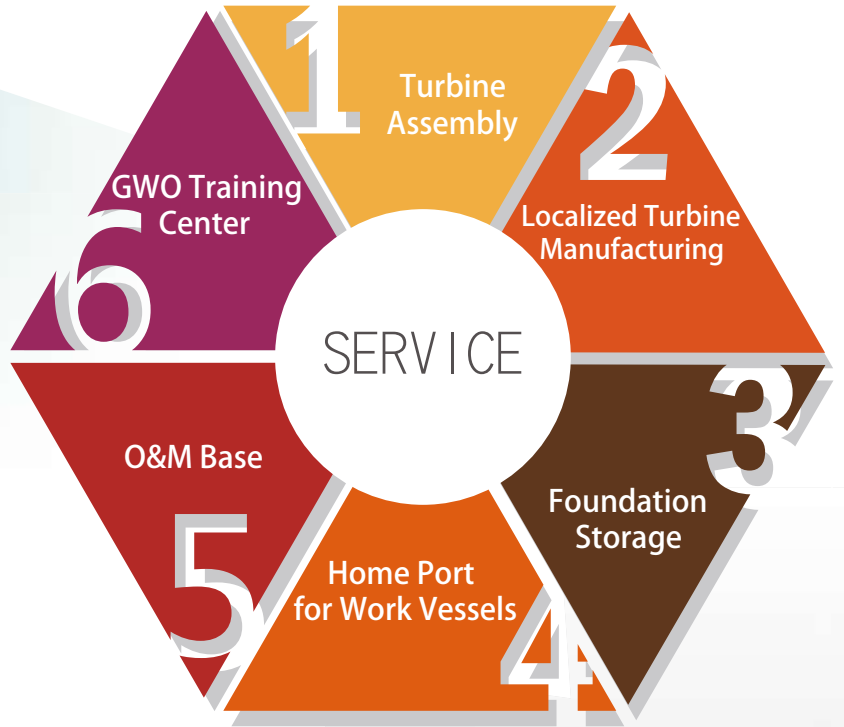 1
Turbine
Assembly
2
Localized Turbine
Manufacturing
3
Foundation
Storage
4
Home Port
for Work Vessels
5
O&M Base
6
GWO Training
Center
SERVICE